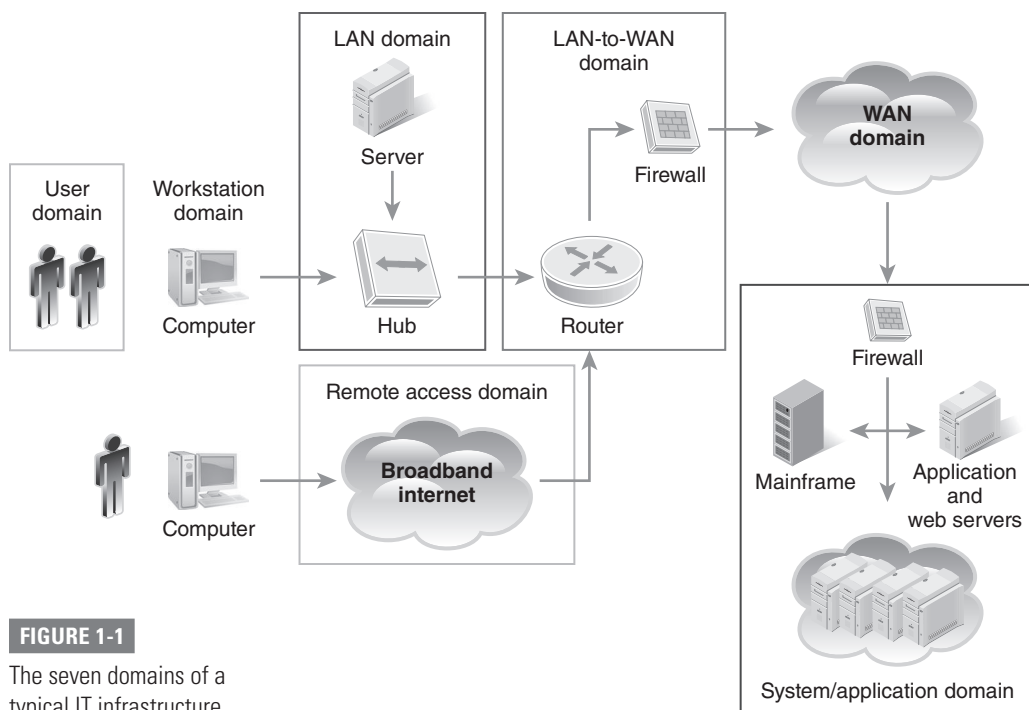 LAN domain
Server
Hub
LAN-to-WAN
domain
Firewall
Router
WAN
domain
User
domain
Workstation
domain
Computer
Remote access domain
Broadband
internet
Computer
Firewall
Mainframe
Application
and
web servers
System/application domain
FIGURE 1-1
The seven domains of a
typical IT infrastructure